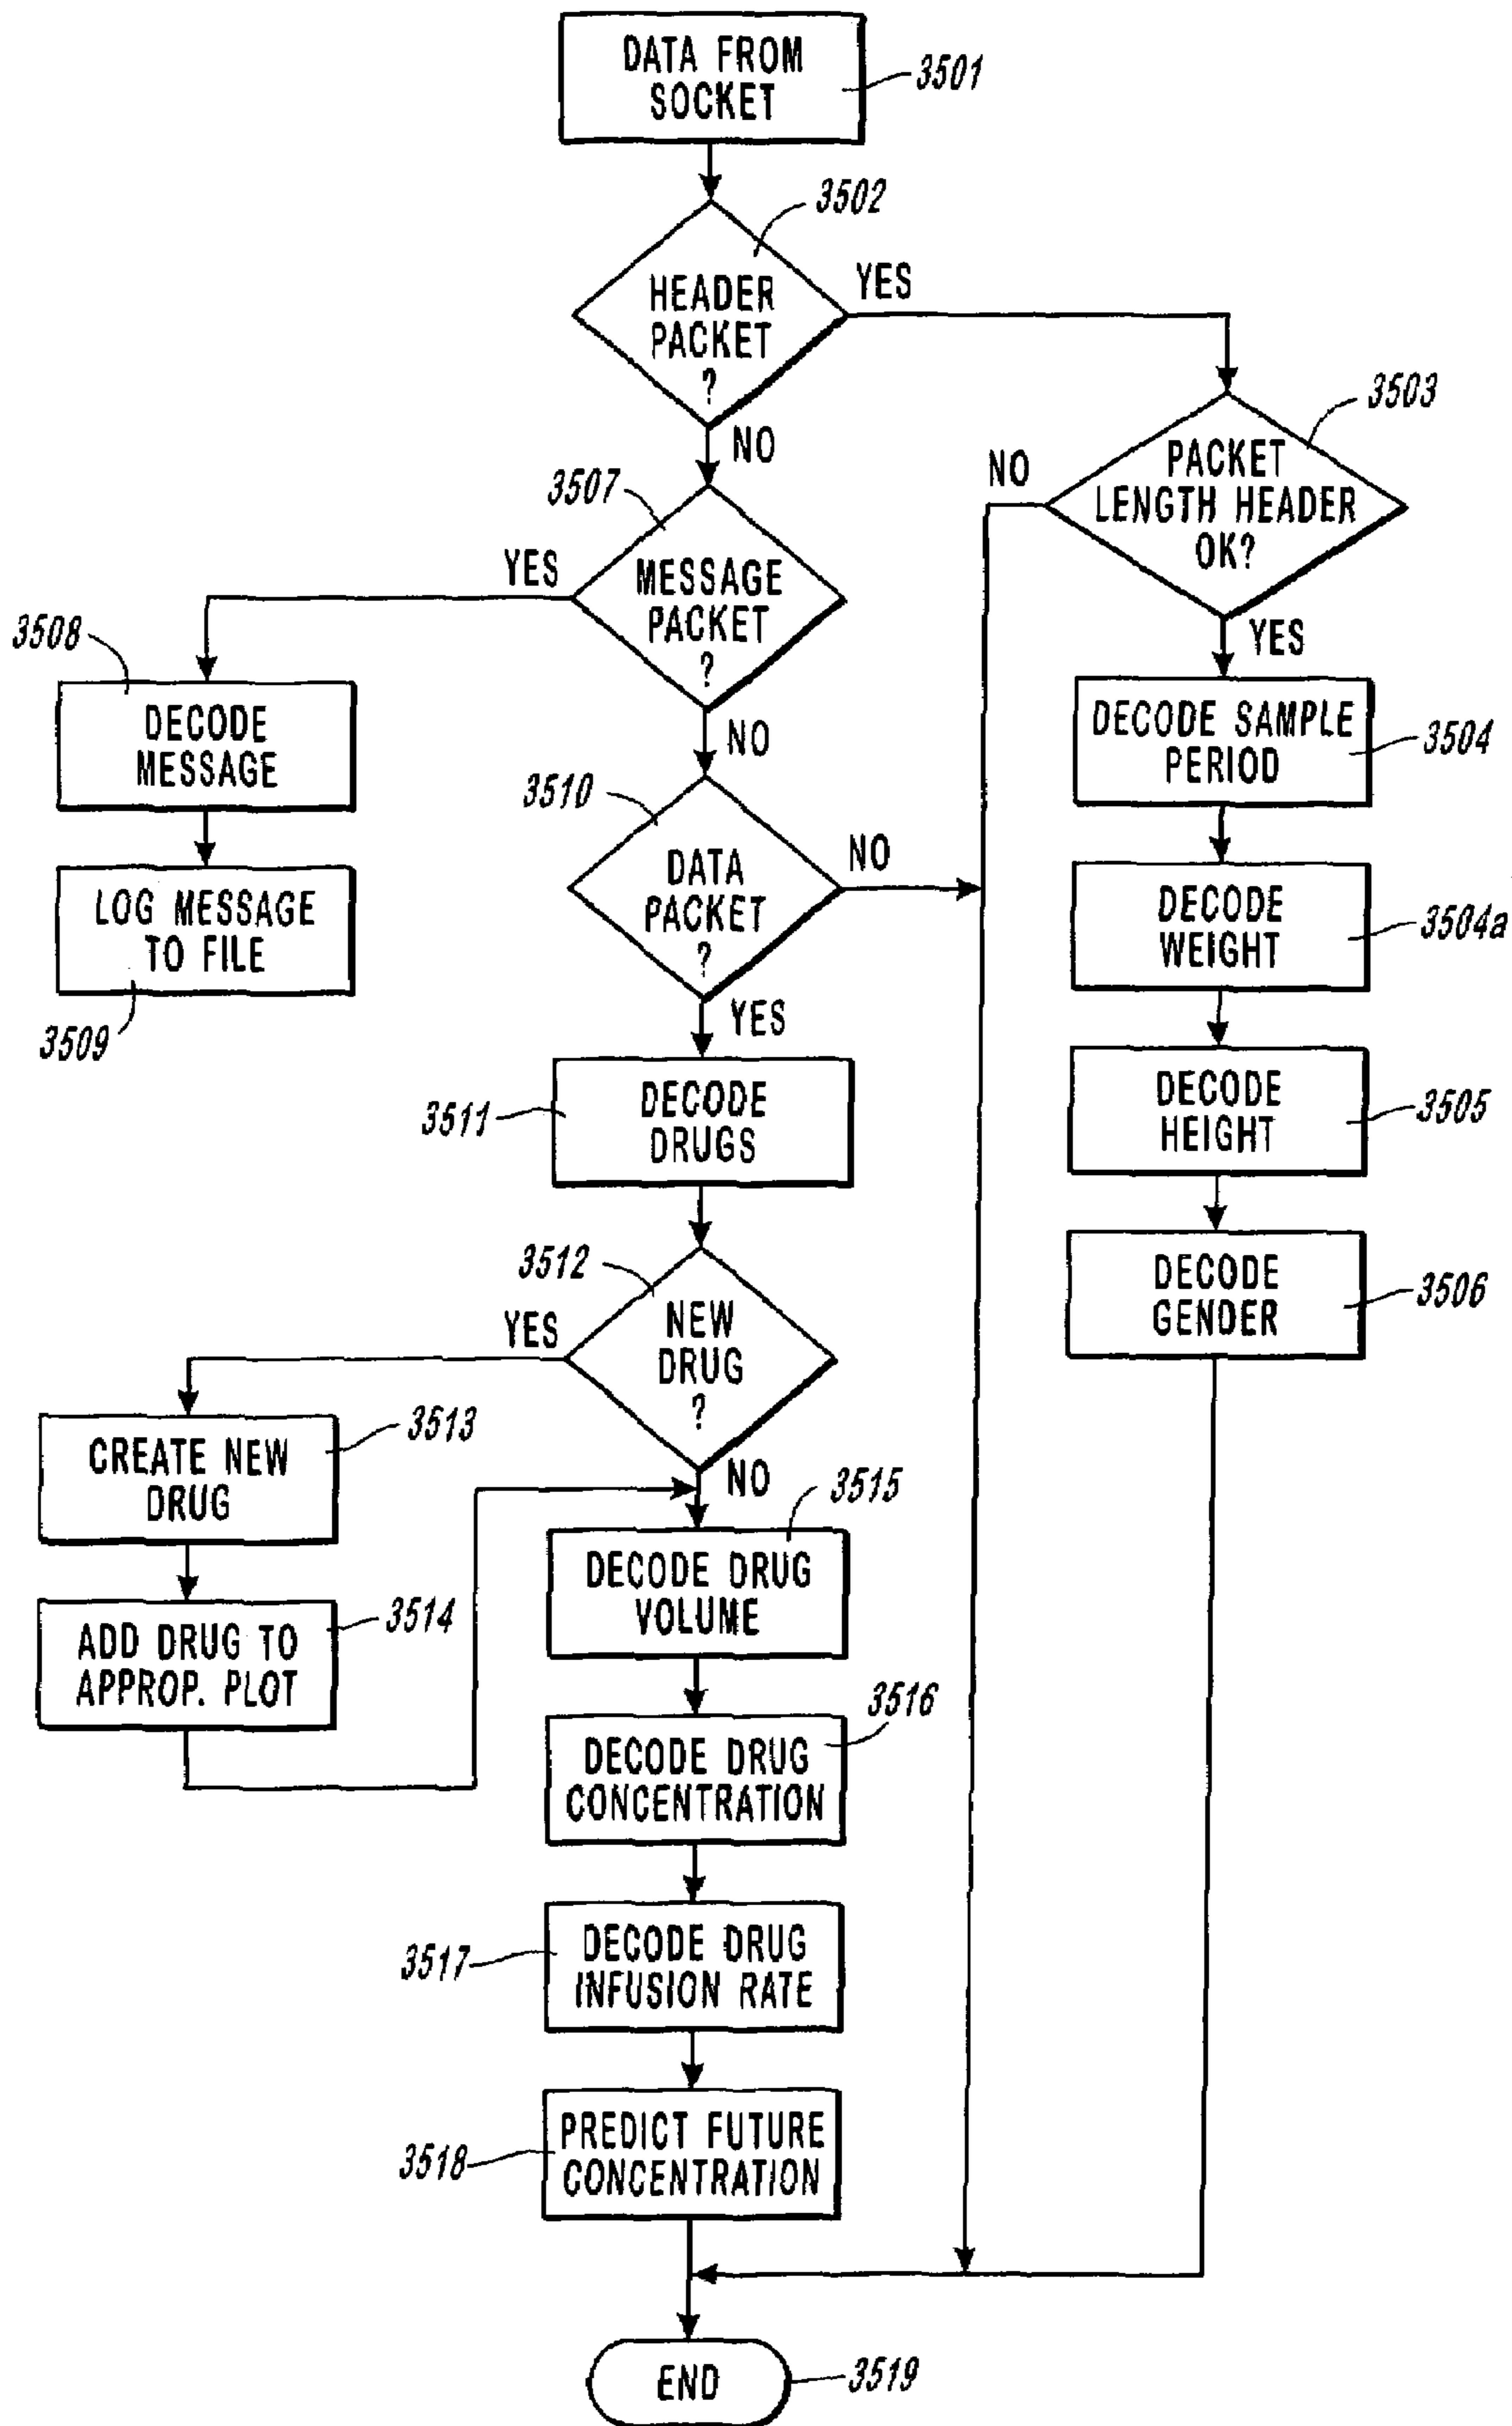 DATA FROM
SOCKET
3501
3502
HEADER
PACKET
?
YES
NO
3503
PACKET
LENGTH HEADER
OK?
NO
YES
3507
MESSAGE
PACKET
?
YES
NO
3508
DECODE
MESSAGE
LOG MESSAGE
TO FILE
3509
DECODE SAMPLE
PERIOD
3504
DECODE
WEIGHT
3504a
DECODE
HEIGHT
3505
DECODE
GENDER
3506
3510
DATA
PACKET
?
NO
YES
DECODE
DRUGS
3511
3512
NEW
DRUG
?
YES
NO
CREATE NEW
DRUG
3513
ADD DRUG TO
APPROP. PLOT
3514
3515
DECODE DRUG
VOLUME
3516
DECODE DRUG
CONCENTRATION
DECODE DRUG
INFUSION RATE
3517
PREDICT FUTURE
CONCENTRATION
3518
END
3519